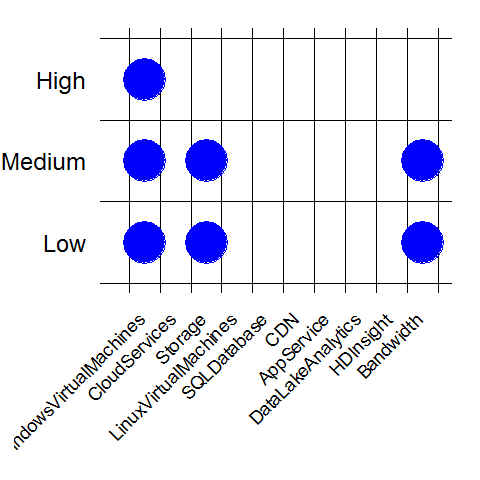 High
Medium
Low
ndowsVirtualMachines
CloudServices
Storage
LinuxVirtualMachines
SQLDatabase
CDN
AppService
DataLakeAnalytics
HDInsight
Bandwidth